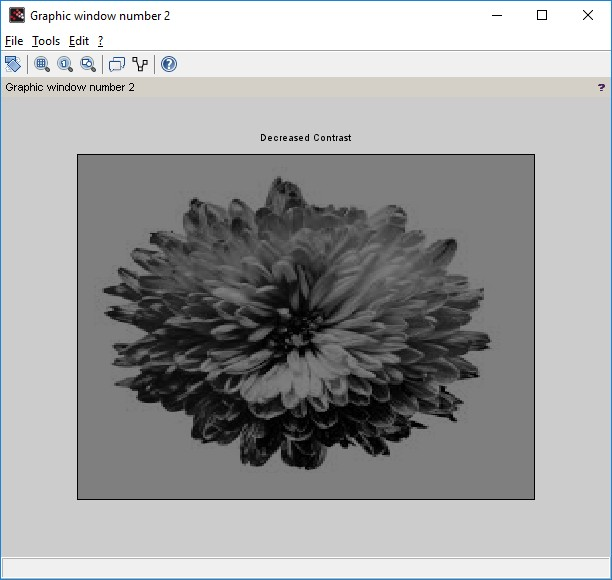 Graphic window number 2
File Tools Edit ?
Graphic window number 2 ?
Decreased Contrast